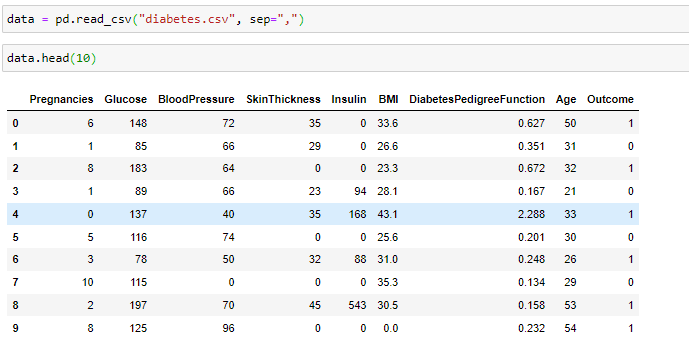 data = pd.read_csv("diabetes.csv", sep=",")
data.head(10)
Pregnancies Glucose BloodPressure SkinThickness Insulin BMI DiabetesPedigreeFunction Age Outcome
0 6 148 72 35 0 33.6 0.627 50 1
1 1 85 66 29 0 26.6 0.351 31 0
2 8 183 64 0 0 23.3 0.672 32 1
3 1 89 66 23 94 28.1 0.167 21 0
4 0 137 40 35 168 43.1 2.288 33 1
5 5 116 74 0 0 25.6 0.201 30 0
6 3 78 50 32 88 31.0 0.248 26 1
7 10 115 0 0 0 35.3 0.134 29 0
8 2 197 70 45 543 30.5 0.158 53 1
9 8 125 96 0 0 0.0 0.232 54 1